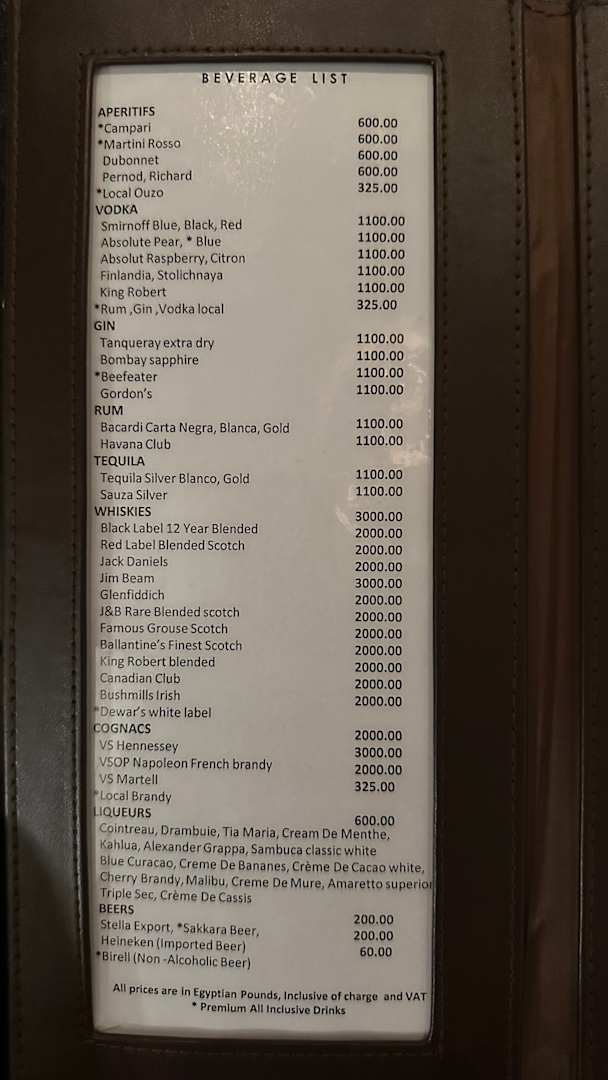 BEVERAGE LIST
APERITIFS
*Campari 600.00
*Martini Rosso 600.00
Dubonnet 600.00
Pernod, Richard 600.00
*Local Ouzo 325.00
VODKA
Smirnoff Blue, Black, Red 1100.00
Absolute Pear, * Blue 1100.00
Absolut Raspberry, Citron 1100.00
Finlandia, Stolichnaya 1100.00
King Robert 1100.00
*Rum ,Gin ,Vodka local 325.00
GIN
Tanqueray extra dry 1100.00
Bombay sapphire 1100.00
*Beefeater 1100.00
Gordon's 1100.00
RUM
Bacardi Carta Negra, Blanca, Gold 1100.00
Havana Club 1100.00
TEQUILA
Tequila Silver Blanco, Gold 1100.00
Sauza Silver 1100.00
WHISKIES
Black Label 12 Year Blended 3000.00
Red Label Blended Scotch 2000.00
Jack Daniels 2000.00
Jim Beam 2000.00
Glenfiddich 3000.00
J&B Rare Blended scotch 2000.00
Famous Grouse Scotch 2000.00
Ballantine's Finest Scotch 2000.00
King Robert blended 2000.00
Canadian Club 2000.00
Bushmills Irish 2000.00
*Dewar's white label 2000.00
COGNACS
VS Hennessey 2000.00
VSOP Napoleon French brandy 3000.00
VS Martell 2000.00
*Local Brandy 325.00
LIQUEURS
Cointreau, Drambuie, Tia Maria, Cream De Menthe, 600.00
Kahlua, Alexander Grappa, Sambuca classic white
Blue Curacao, Creme De Bananes, Crème De Cacao white,
Cherry Brandy, Malibu, Creme De Mure, Amaretto superior
Triple Sec, Crème De Cassis
BEERS
Stella Export, *Sakkara Beer, 200.00
Heineken (Imported Beer) 200.00
*Birell (Non -Alcoholic Beer) 60.00
All prices are in Egyptian Pounds, Inclusive of charge and VAT
* Premium All Inclusive Drinks